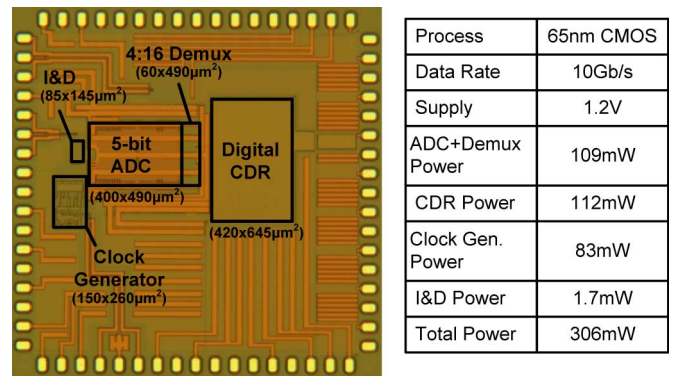 4:16 Demux
(60x490µm²)
I&D
(85x145µm²)
5-bit
ADC
Digital
CDR
(400x490µm²)
(420x645µm²)
Clock
Generator
(150x260µm²)
Process 65nm CMOS
Data Rate 10Gb/s
Supply 1.2V
ADC+Demux
Power 109mW
CDR Power 112mW
Clock Gen.
Power 83mW
I&D Power 1.7mW
Total Power 306mW